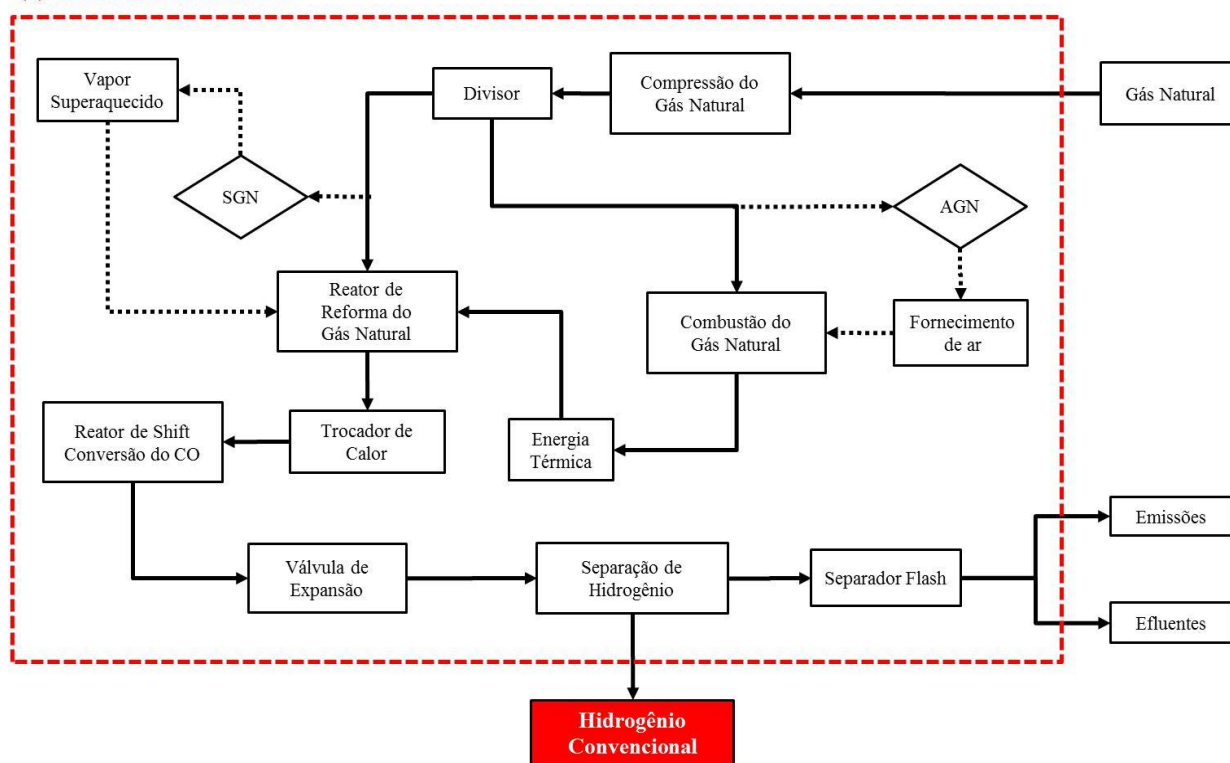 Vapor
Superaquecido
Divisor
Compressão do
Gás Natural
Gás Natural
SGN
AGN
Reator de
Reforma do
Gás Natural
Combustão do
Gás Natural
Fornecimento
de ar
Reator de Shift
Conversão do CO
Trocador de
Calor
Energia
Térmica
Válvula de
Expansão
Separação de
Hidrogênio
Separador Flash
Emissões
Efluentes
Hidrogênio
Convencional